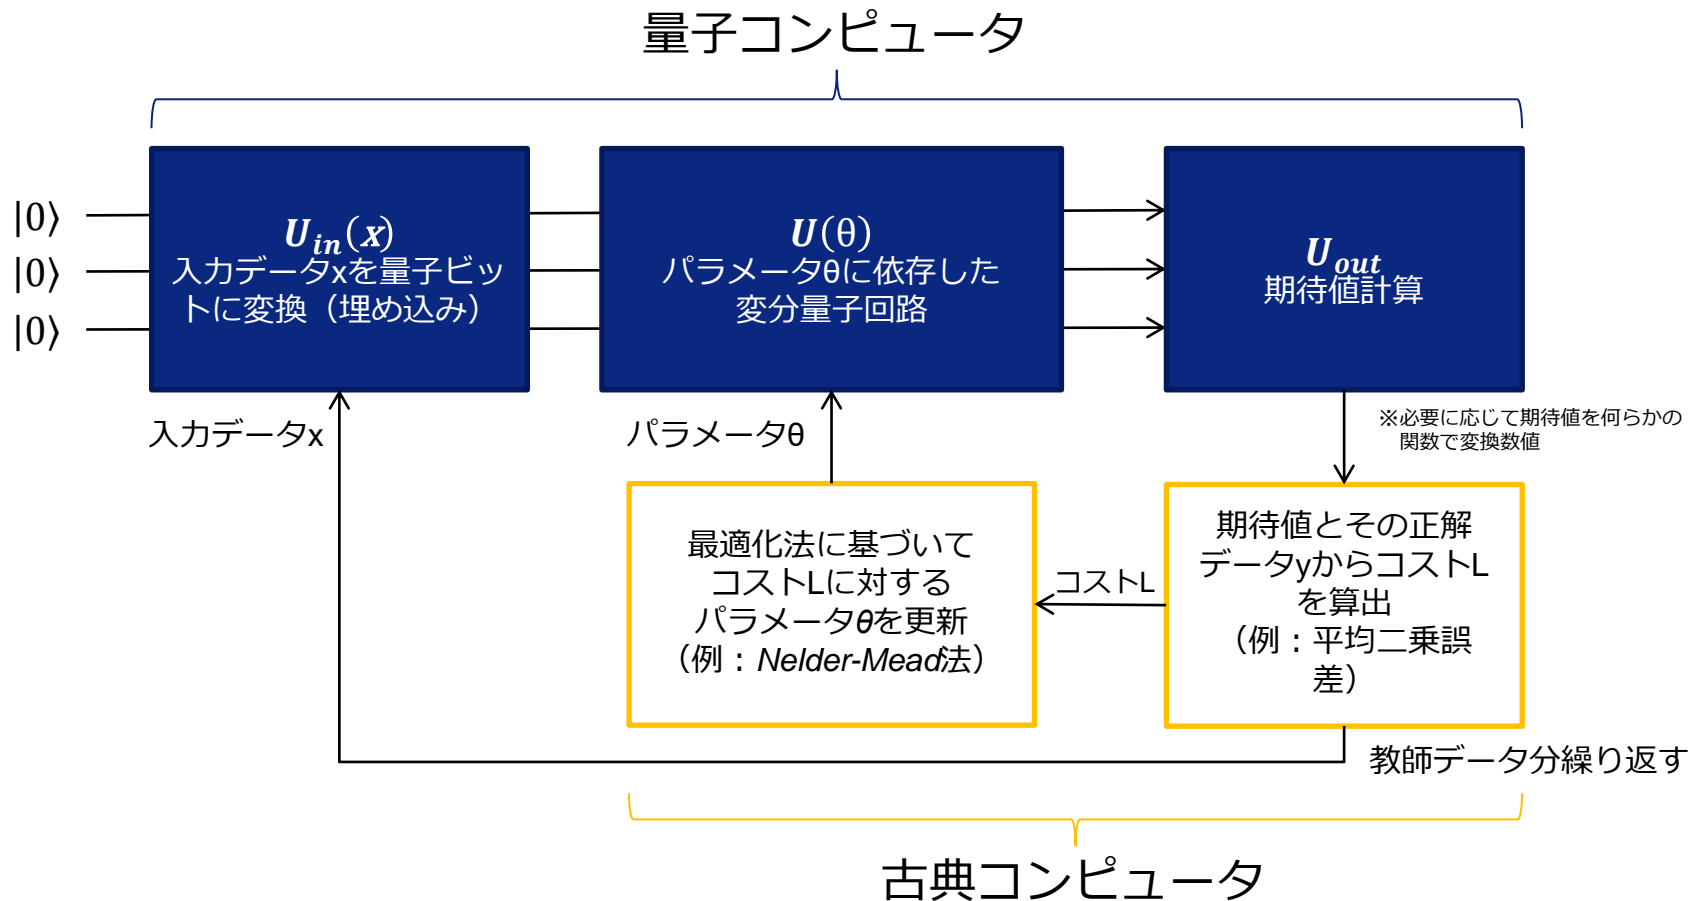 量子コンピュータ
|0⟩
|0⟩
|0⟩
U_in(x)
入力データxを量子ビッ
トに変換（埋め込み）
U(θ)
パラメータθに依存した
変分量子回路
U_out
期待値計算
入力データx
パラメータθ
※必要に応じて期待値を何らかの
関数で変換数値
最適化法に基づいて
コストLに対する
パラメータθを更新
（例：Nelder-Mead法）
コストL
期待値とその正解
データyからコストL
を算出
（例：平均二乗誤
差）
教師データ分繰り返す
古典コンピュータ